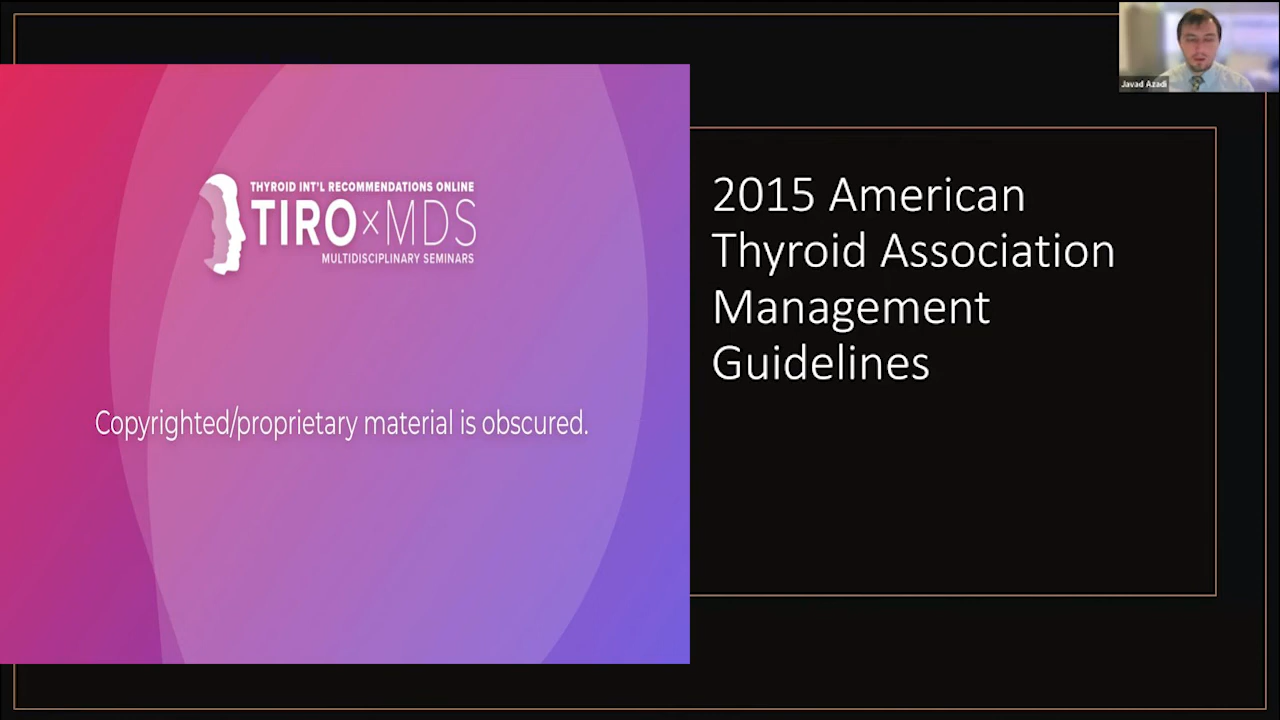 Javad Azadi
THYROID INT'L RECOMMENDATIONS ONLINE
TIRO×MDS
MULTIDISCIPLINARY SEMINARS
Copyrighted/proprietary material is obscured.
2015 American
Thyroid Association
Management
Guidelines